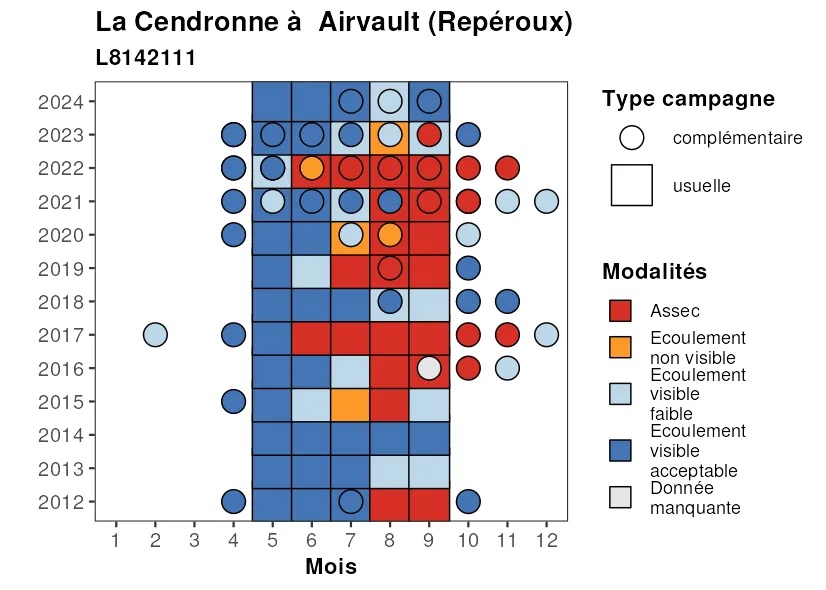 La Cendronne à  Airvault (Repéroux)
L8142111
2024
2023
2022
2021
2020
2019
2018
2017
2016
2015
2014
2013
2012
1 2 3 4 5 6 7 8 9 10 11 12
Mois
Type campagne
complémentaire
usuelle
Modalités
Assec
Ecoulement
non visible
Ecoulement
visible
faible
Ecoulement
visible
acceptable
Donnée
manquante